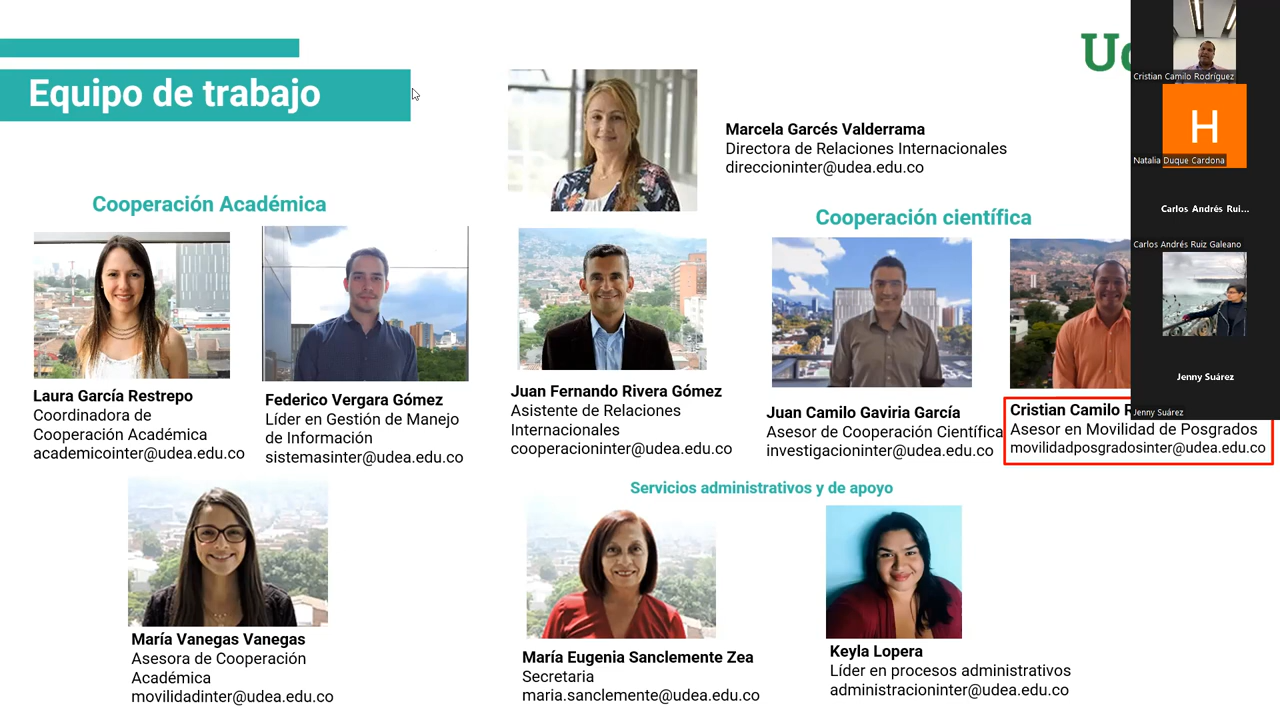 Equipo de trabajo
Marcela Garcés Valderrama
Directora de Relaciones Internacionales
direccioninter@udea.edu.co
Cooperación Académica
Laura García Restrepo
Coordinadora de
Cooperación Académica
academicointer@udea.edu.co
Federico Vergara Gómez
Líder en Gestión de Manejo
de Información
sistemasinter@udea.edu.co
María Vanegas Vanegas
Asesora de Cooperación
Académica
movilidadinter@udea.edu.co
Juan Fernando Rivera Gómez
Asistente de Relaciones
Internacionales
cooperacioninter@udea.edu.co
Cooperación científica
Juan Camilo Gaviria García
Asesor de Cooperación Científica
investigacioninter@udea.edu.co
Cristian Camilo R
Asesor en Movilidad de Posgrados
movilidadposgradosinter@udea.edu.co
Servicios administrativos y de apoyo
María Eugenia Sanclemente Zea
Secretaria
maria.sanclemente@udea.edu.co
Keyla Lopera
Líder en procesos administrativos
administracioninter@udea.edu.co
Cristian Camilo Rodríguez
H
Natalia Duque Cardona
Carlos Andrés Rui...
Carlos Andrés Ruiz Galeano
Jenny Suárez
Jenny Suárez